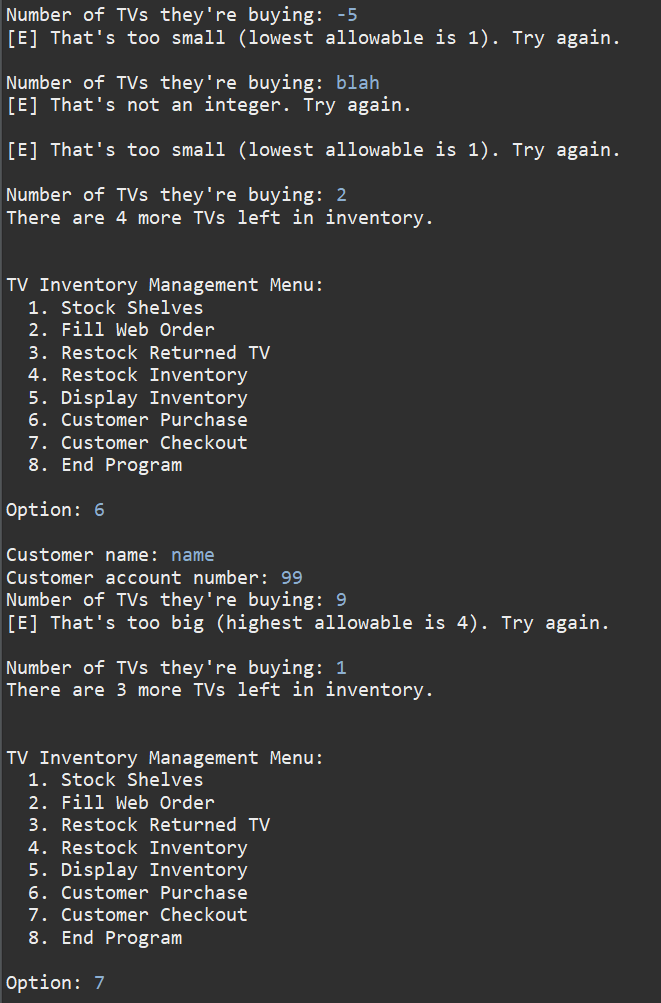 Number of TVs they're buying: -5
[E] That's too small (lowest allowable is 1). Try again.
Number of TVs they're buying: blah
[E] That's not an integer. Try again.
[E] That's too small (lowest allowable is 1). Try again.
Number of TVs they're buying: 2
There are 4 more TVs left in inventory.
TV Inventory Management Menu:
1. Stock Shelves
2. Fill Web Order
3. Restock Returned TV
4. Restock Inventory
5. Display Inventory
6. Customer Purchase
7. Customer Checkout
8. End Program
Option: 6
Customer name: name
Customer account number: 99
Number of TVs they're buying: 9
[E] That's too big (highest allowable is 4). Try again.
Number of TVs they're buying: 1
There are 3 more TVs left in inventory.
TV Inventory Management Menu:
1. Stock Shelves
2. Fill Web Order
3. Restock Returned TV
4. Restock Inventory
5. Display Inventory
6. Customer Purchase
7. Customer Checkout
8. End Program
Option: 7